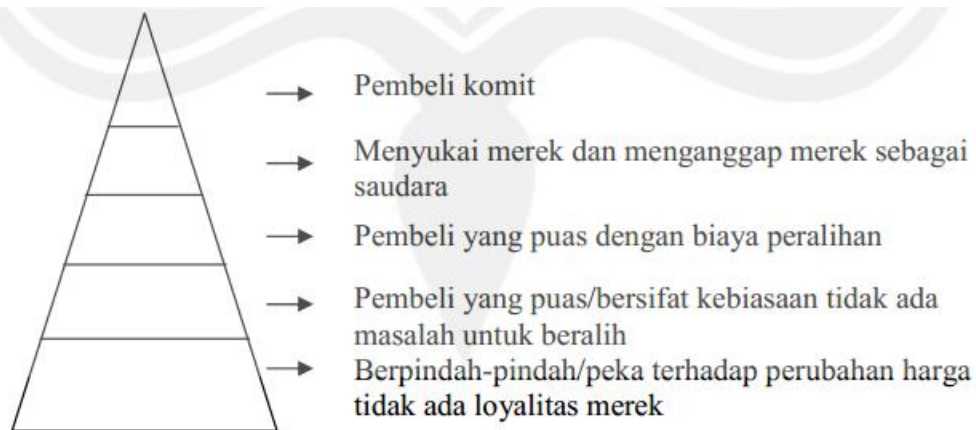 Pembeli komit
Menyukai merek dan menganggap merek sebagai
saudara
Pembeli yang puas dengan biaya peralihan
Pembeli yang puas/bersifat kebiasaan tidak ada
masalah untuk beralih
Berpindah-pindah/peka terhadap perubahan harga
tidak ada loyalitas merek